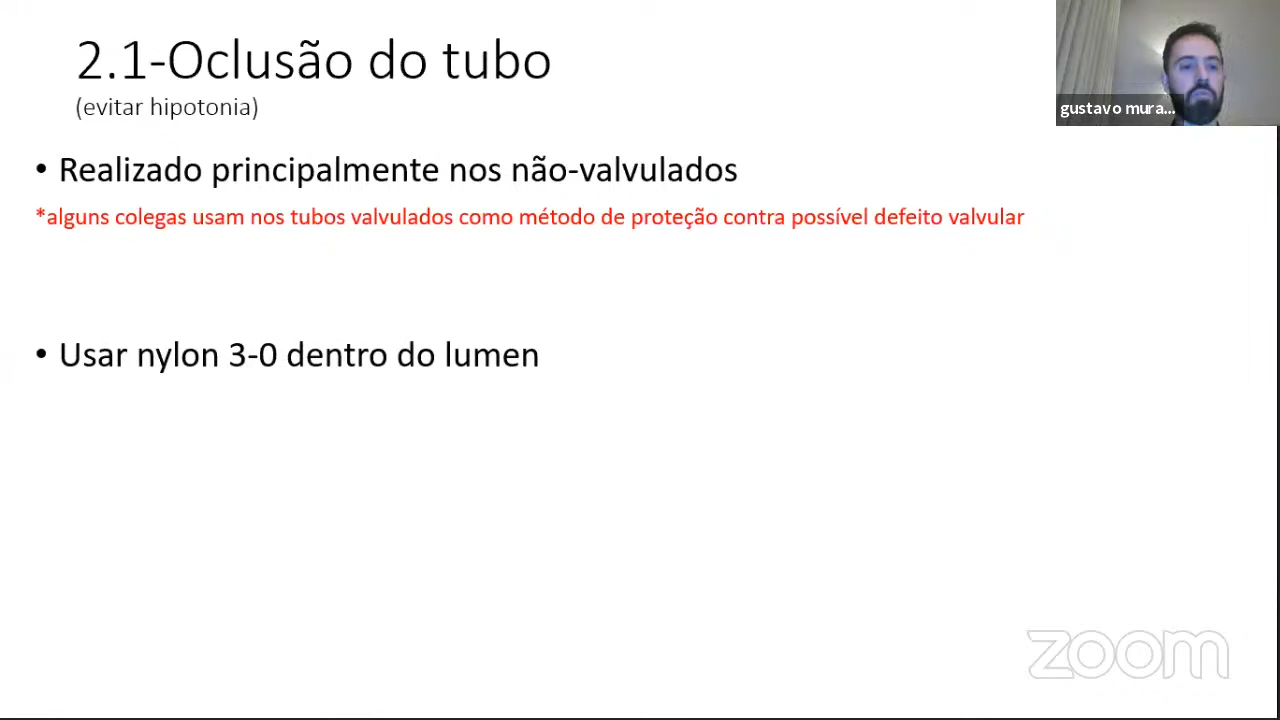 2.1-Oclusão do tubo
(evitar hipotonia)
gustavo mura...
• Realizado principalmente nos não-valvulados
*alguns colegas usam nos tubos valvulados como método de proteção contra possível defeito valvular
• Usar nylon 3-0 dentro do lumen
zoom